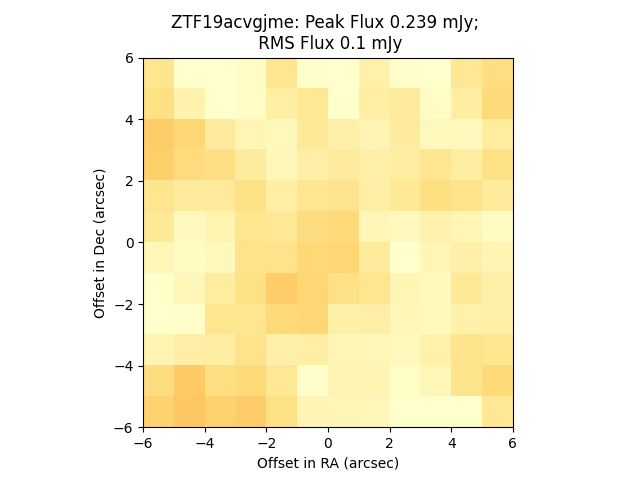 ZTF19acvgjme: Peak Flux 0.239 mJy;
RMS Flux 0.1 mJy
6
4
2
0
−2
−4
−6
Offset in Dec (arcsec)
−6 −4 −2 0 2 4 6
Offset in RA (arcsec)